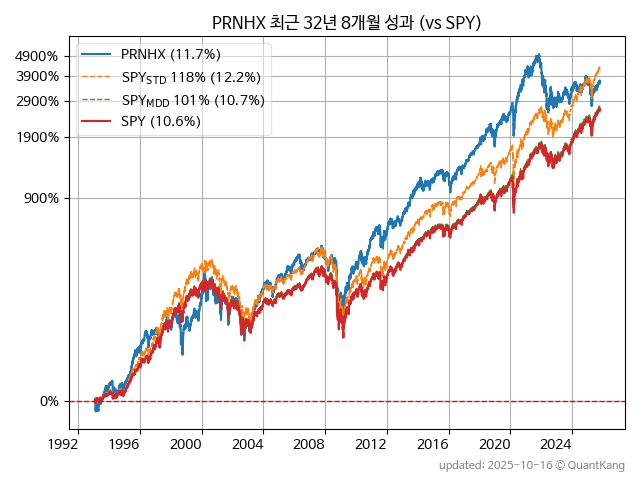 PRNHX 최근 32년 8개월 성과 (vs SPY)
PRNHX (11.7%)
SPY_STD 118% (12.2%)
SPY_MDD 101% (10.7%)
SPY (10.6%)
4900%
3900%
2900%
1900%
900%
0%
1992 1996 2000 2004 2008 2012 2016 2020 2024
updated: 2025-10-16 © QuantKang